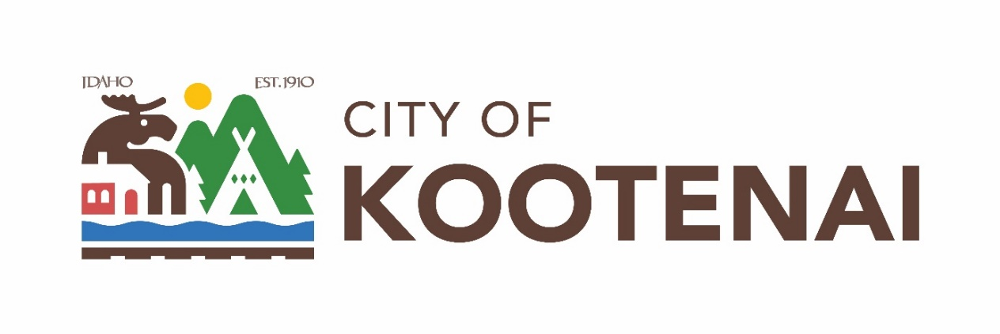 IDAHO
EST. 1910
CITY OF
KOOTENAI